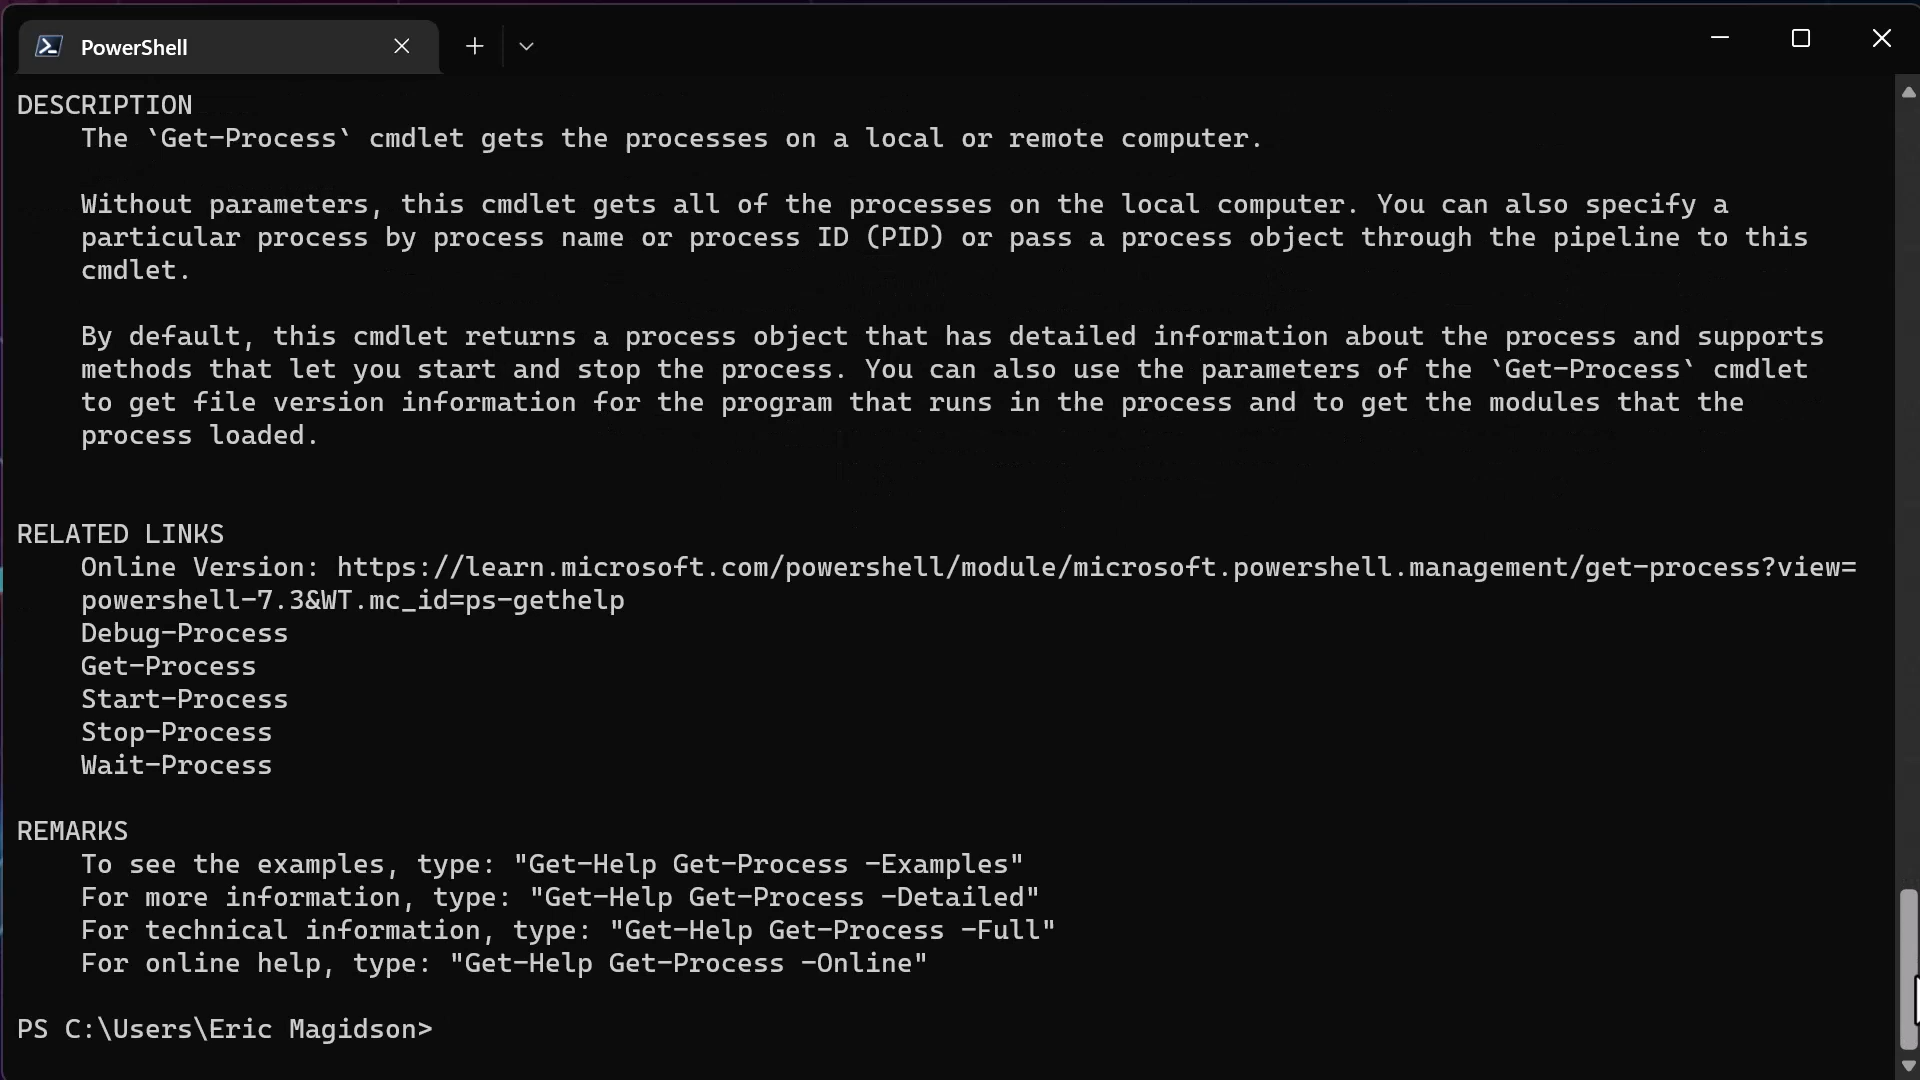 PowerShell
DESCRIPTION
The `Get-Process` cmdlet gets the processes on a local or remote computer.
Without parameters, this cmdlet gets all of the processes on the local computer. You can also specify a
particular process by process name or process ID (PID) or pass a process object through the pipeline to this
cmdlet.
By default, this cmdlet returns a process object that has detailed information about the process and supports
methods that let you start and stop the process. You can also use the parameters of the `Get-Process` cmdlet
to get file version information for the program that runs in the process and to get the modules that the
process loaded.
RELATED LINKS
Online Version: https://learn.microsoft.com/powershell/module/microsoft.powershell.management/get-process?view=
powershell-7.3&WT.mc_id=ps-gethelp
Debug-Process
Get-Process
Start-Process
Stop-Process
Wait-Process
REMARKS
To see the examples, type: "Get-Help Get-Process -Examples"
For more information, type: "Get-Help Get-Process -Detailed"
For technical information, type: "Get-Help Get-Process -Full"
For online help, type: "Get-Help Get-Process -Online"
PS C:\Users\Eric Magidson>